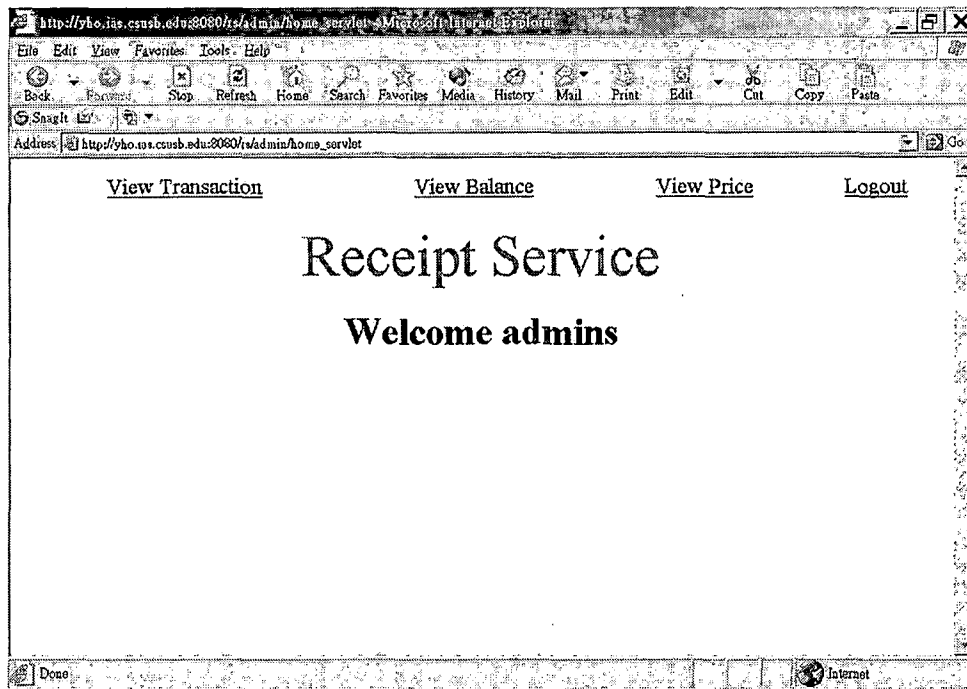 http://yho.ias.csusb.edu:8080/rs/admin/home_servlet - Microsoft Internet Explorer
File Edit View Favorites Tools Help
Back Forward Stop Refresh Home Search Favorites Media History Mail Print Edit Cut Copy Paste
SnagIt
Address http://yho.ias.csusb.edu:8080/rs/admin/home_servlet Go
View Transaction View Balance View Price Logout
Receipt Service
Welcome admins
Done Internet